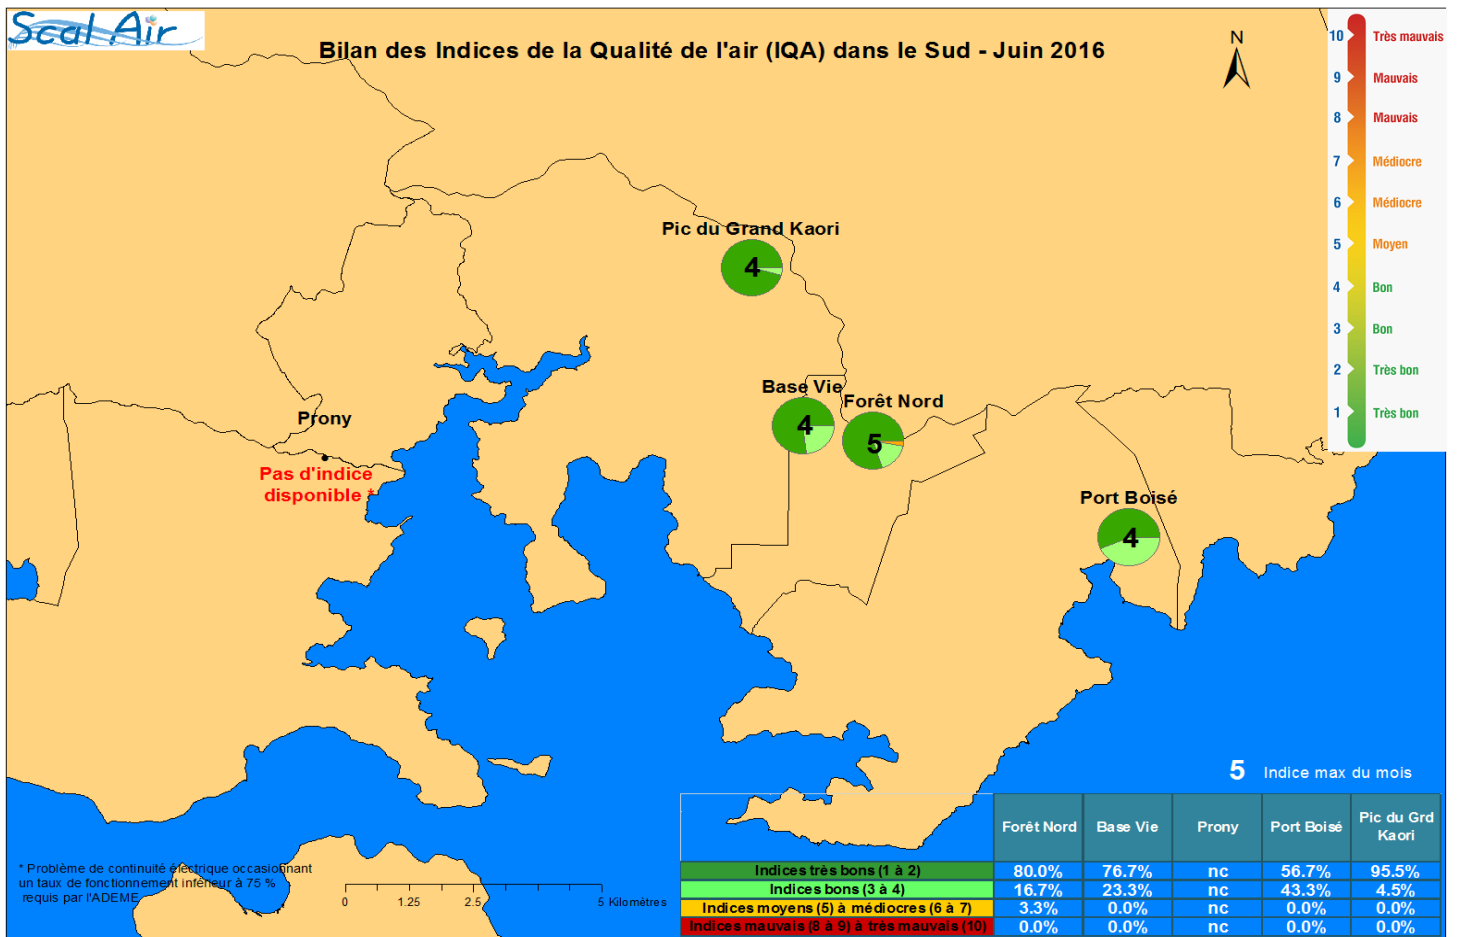 Scal Air
Bilan des Indices de la Qualité de l'air (IQA) dans le Sud - Juin 2016
N
10 Très mauvais
9 Mauvais
8 Mauvais
7 Médiocre
6 Médiocre
5 Moyen
4 Bon
3 Bon
2 Très bon
1 Très bon
Pic du Grand Kaori
4
Base Vie
4
Forêt Nord
5
Prony
Pas d'indice
disponible *
Port Boisé
4
5 Indice max du mois
Forêt Nord Base Vie Prony Port Boisé Pic du Grd
Kaori
Indices très bons (1 à 2) 80.0% 76.7% nc 56.7% 95.5%
Indices bons (3 à 4) 16.7% 23.3% nc 43.3% 4.5%
Indices moyens (5) à médiocres (6 à 7) 3.3% 0.0% nc 0.0% 0.0%
Indices mauvais (8 à 9) à très mauvais (10) 0.0% 0.0% nc 0.0% 0.0%
* Problème de continuité électrique occasionnant
un taux de fonctionnement inférieur à 75 %
requis par l'ADEME
0 1.25 2.5 5 Kilomètres